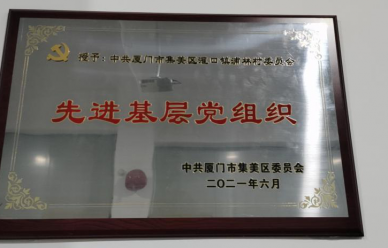 授予:中共厦门市集美区灌口镇浦林村委员会
先进基层党组织
中共厦门市集美区委员会
二〇二一年六月